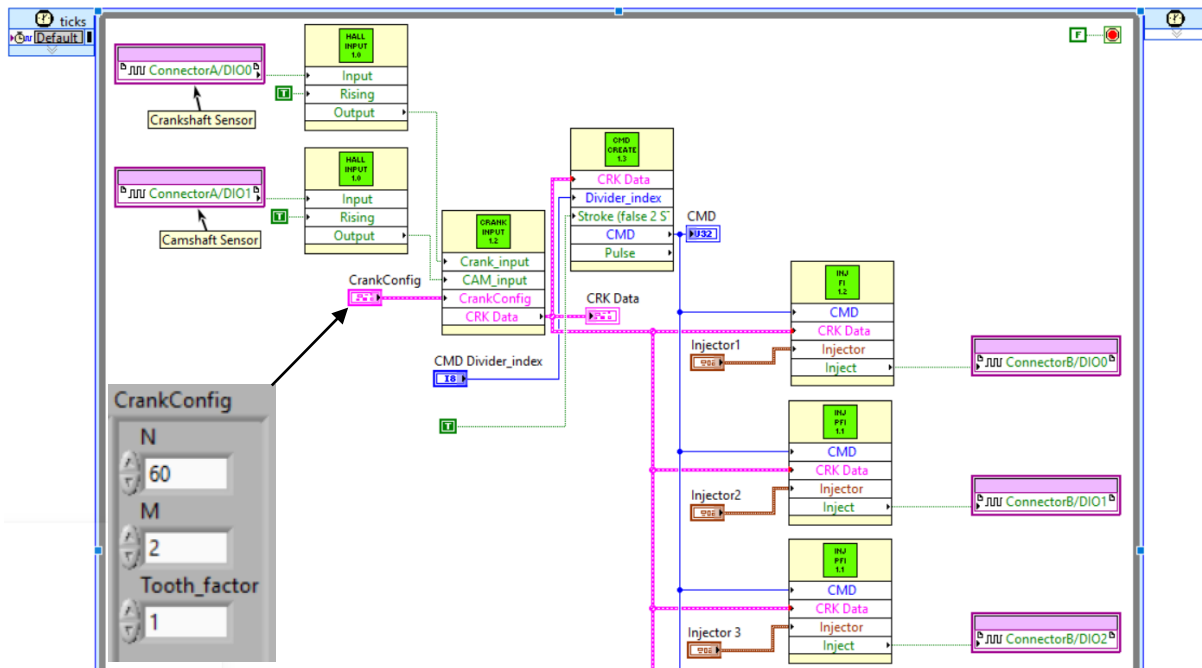 ticks
Default
ConnectorA/DIO0
Crankshaft Sensor
HALL
INPUT
1.0
Input
Rising
Output
T
F
ConnectorA/DIO1
Camshaft Sensor
HALL
INPUT
1.0
Input
Rising
Output
T
CrankConfig
CRANK
INPUT
1.2
Crank_input
CAM_input
CrankConfig
CRK Data
CMD
CREATE
1.3
CRK Data
Divider_index
Stroke (false 2 S
CMD
Pulse
CMD
U32
CRK Data
CMD Divider_index
I8
T
INJ
FI
1.2
CMD
CRK Data
Injector
Inject
Injector1
ConnectorB/DIO0
INJ
PFI
1.1
CMD
CRK Data
Injector
Inject
Injector2
ConnectorB/DIO1
INJ
PFI
1.1
CMD
CRK Data
Injector
Inject
Injector 3
ConnectorB/DIO2
CrankConfig
N
60
M
2
Tooth_factor
1